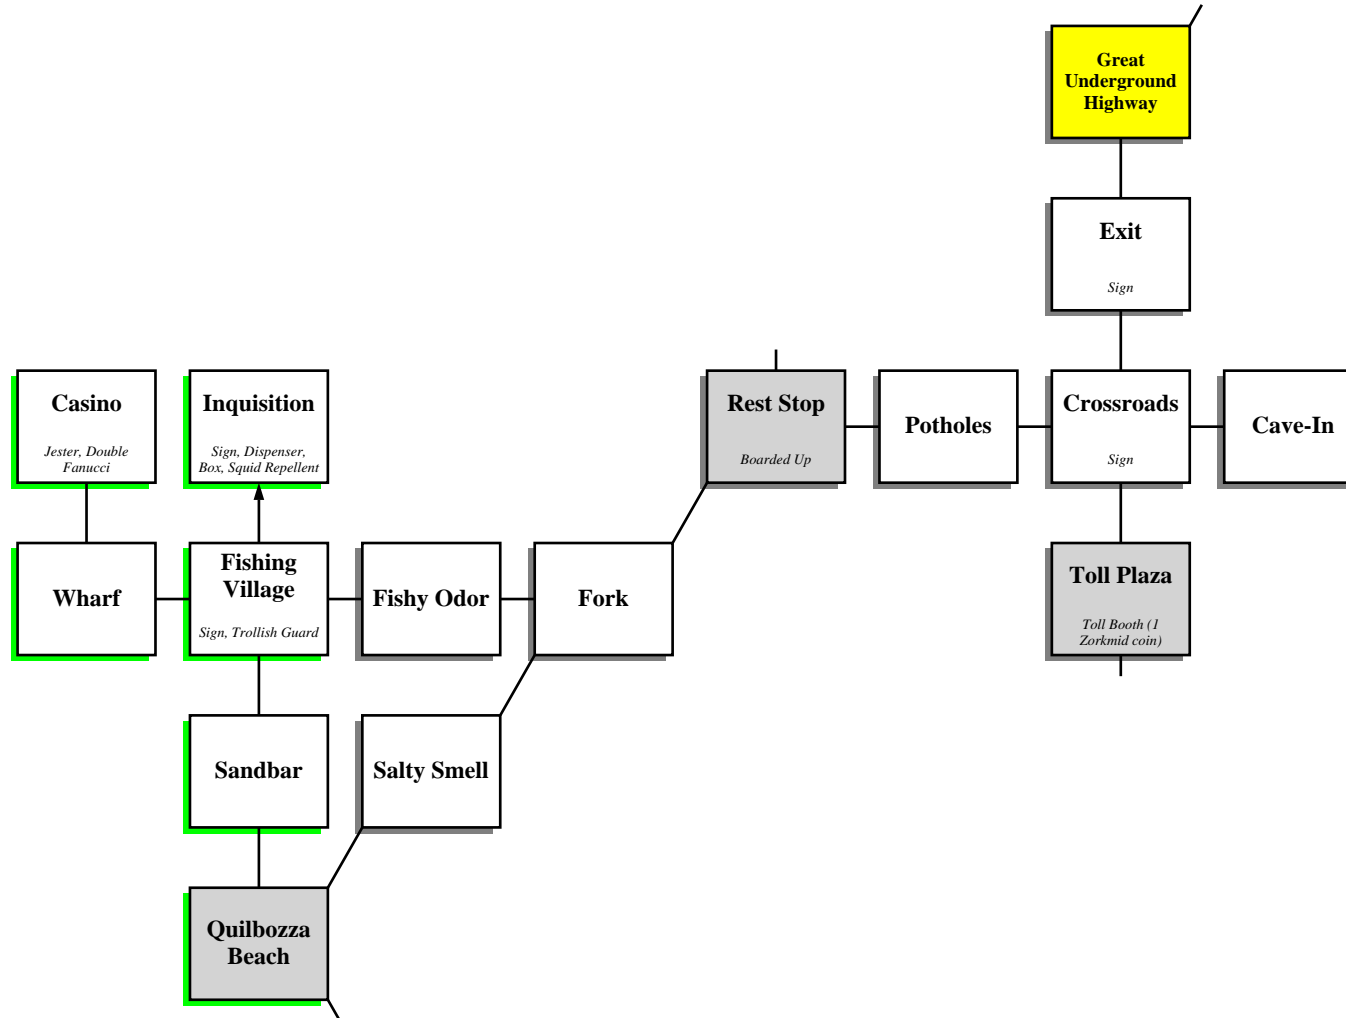 Great
Underground
Highway
Exit
Sign
Casino
Jester, Double
Fanucci
Inquisition
Sign, Dispenser,
Box, Squid Repellent
Rest Stop
Boarded Up
Potholes
Crossroads
Sign
Cave-In
Wharf
Fishing
Village
Sign, Trollish Guard
Fishy Odor
Fork
Toll Plaza
Toll Booth (1
Zorkmid coin)
Sandbar
Salty Smell
Quilbozza
Beach